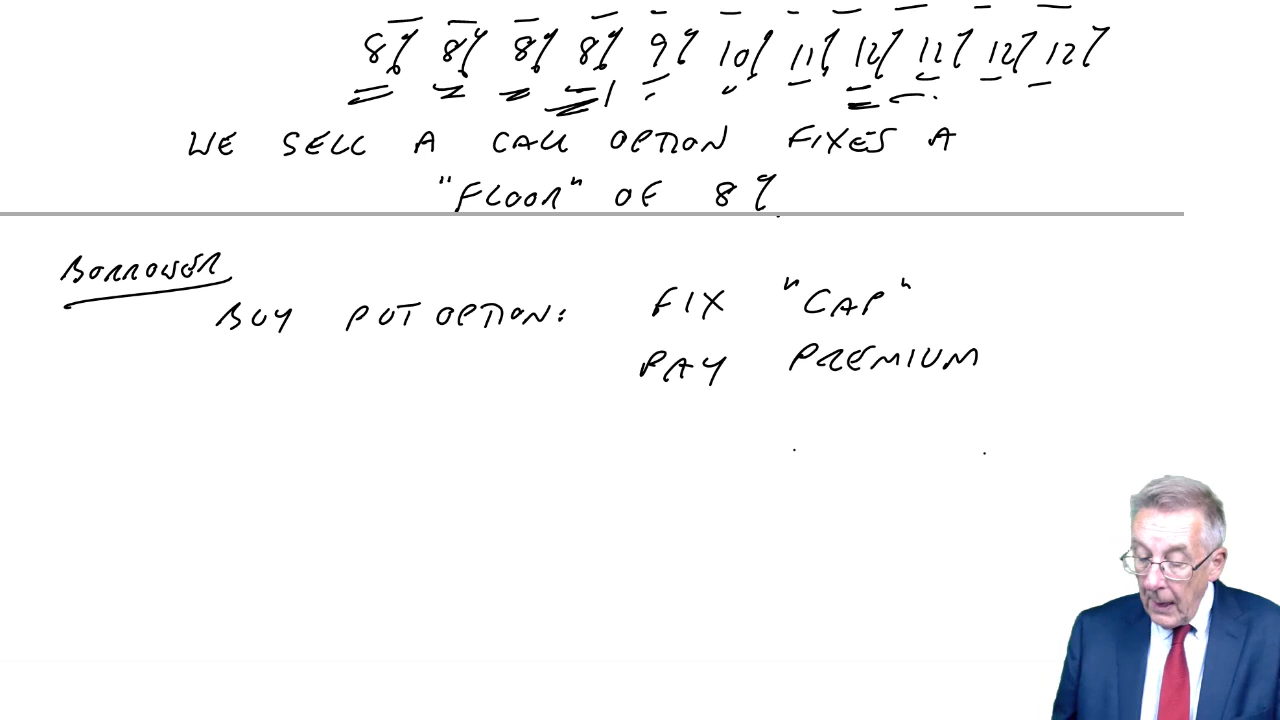 8% 8% 8% 8% 9% 10% 11% 12% 12% 12% 12%
WE SELL A CALL OPTION FIXES A
"FLOOR" OF 8%
BORROWER
BUY PUT OPTION: FIX "CAP"
PAY PREMIUM